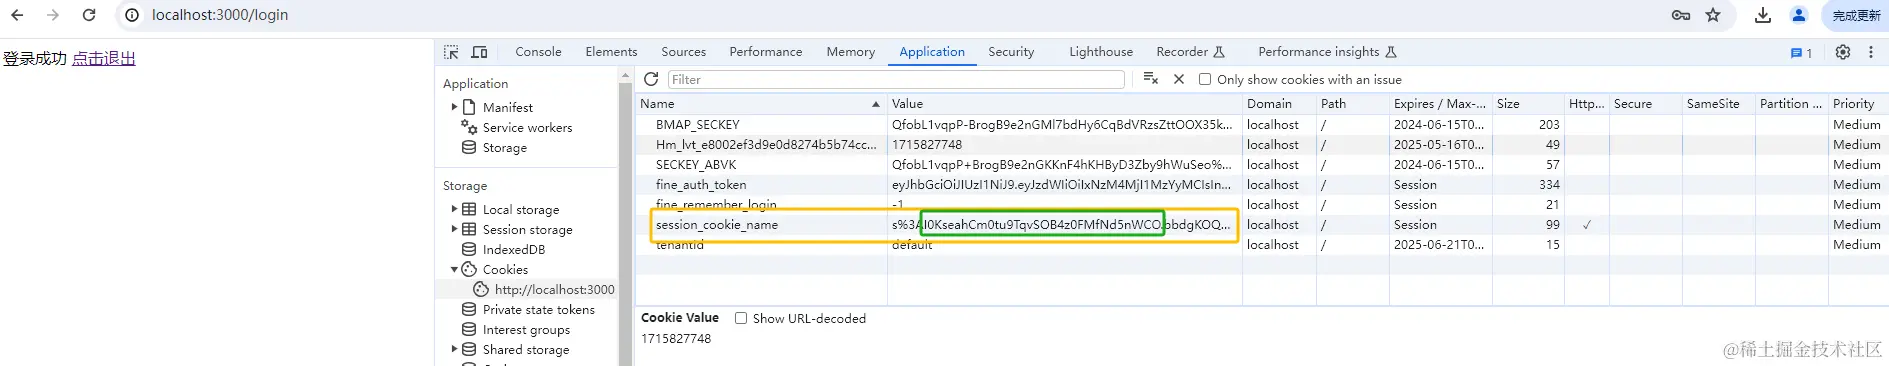 localhost:3000/login
完成更新
登录成功 点击退出
Console Elements Sources Performance Memory Application Security Lighthouse Recorder Performance insights 1
Application
Manifest
Service workers
Storage
Storage
Local storage
Session storage
IndexedDB
Cookies
http://localhost:3000
Private state tokens
Interest groups
Shared storage
Filter
Only show cookies with an issue
Name Value Domain Path Expires / Max-... Size Http... Secure SameSite Partition ... Priority
BMAP_SECKEY QfobL1vqpP-BrogB9e2nGMl7bdHy6CqBdVRzsZttOOX35k... localhost / 2024-06-15T0... 203 Medium
Hm_lvt_e8002ef3d9e0d8274b5b74cc... 1715827748 localhost / 2025-05-16T0... 49 Medium
SECKEY_ABVK QfobL1vqpP+BrogB9e2nGKKnF4hKHByD3Zby9hWuSeo%... localhost / 2024-06-15T0... 57 Medium
fine_auth_token eyJhbGciOiJIUzI1NiJ9.eyJzdWIiOiIxNzM4MjI1MzYyMCIsIn... localhost / Session 334 Medium
fine_remember_login -1 localhost / Session 21 Medium
session_cookie_name s%3AI0KseahCm0tu9TqvSOB4z0FMfNd5nWCO.bbdgKOQ... localhost / Session 99 ✓ Medium
tenantId default localhost / 2025-06-21T0... 15 Medium
Cookie Value Show URL-decoded
1715827748
@稀土掘金技术社区